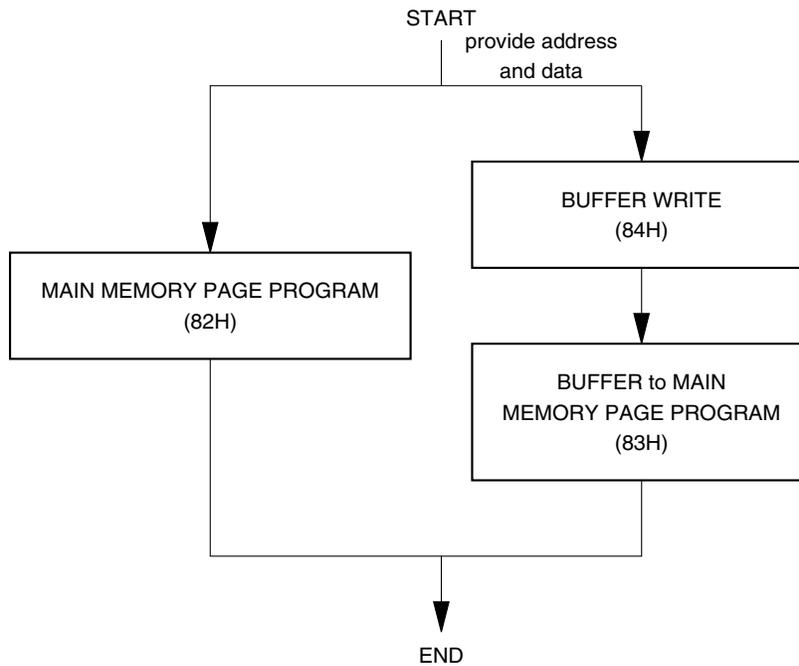 START
provide address
and data
BUFFER WRITE
(84H)
MAIN MEMORY PAGE PROGRAM
(82H)
BUFFER to MAIN
MEMORY PAGE PROGRAM
(83H)
END